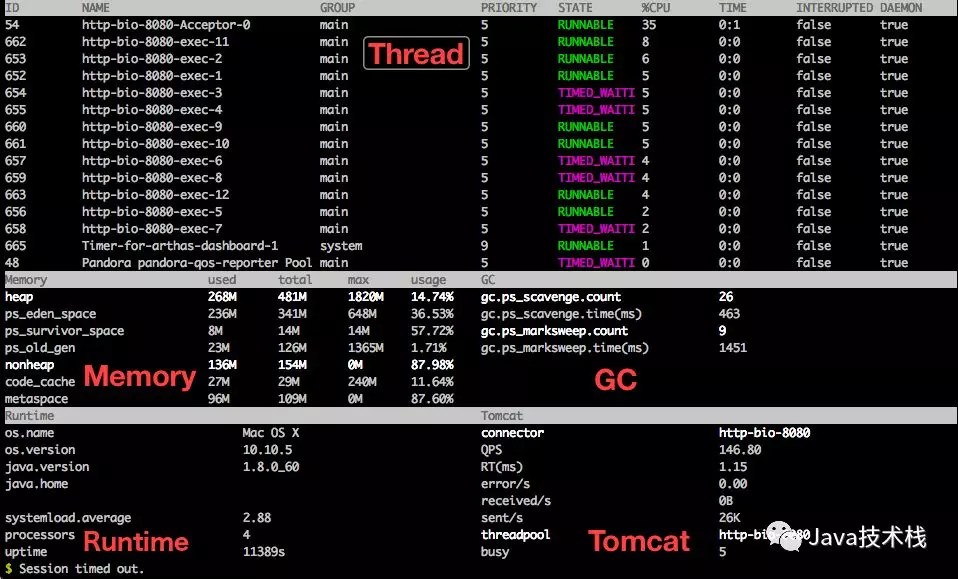 ID NAME GROUP PRIORITY STATE %CPU TIME INTERRUPTED DAEMON
54 http-bio-8080-Acceptor-0 main 5 RUNNABLE 35 0:1 false true
662 http-bio-8080-exec-11 main 5 RUNNABLE 8 0:0 false true
653 http-bio-8080-exec-2 main 5 RUNNABLE 6 0:0 false true
Thread
652 http-bio-8080-exec-1 main 5 RUNNABLE 5 0:0 false true
654 http-bio-8080-exec-3 main 5 TIMED_WAITI 5 0:0 false true
655 http-bio-8080-exec-4 main 5 TIMED_WAITI 5 0:0 false true
660 http-bio-8080-exec-9 main 5 RUNNABLE 5 0:0 false true
661 http-bio-8080-exec-10 main 5 RUNNABLE 5 0:0 false true
657 http-bio-8080-exec-6 main 5 TIMED_WAITI 4 0:0 false true
659 http-bio-8080-exec-8 main 5 TIMED_WAITI 4 0:0 false true
663 http-bio-8080-exec-12 main 5 RUNNABLE 4 0:0 false true
656 http-bio-8080-exec-5 main 5 RUNNABLE 2 0:0 false true
658 http-bio-8080-exec-7 main 5 TIMED_WAITI 2 0:0 false true
665 Timer-for-arthas-dashboard-1 system 9 RUNNABLE 1 0:0 false true
48 Pandora pandora-qos-reporter Pool main 5 TIMED_WAITI 0 0:0 false true
Memory used total max usage GC
heap 268M 481M 1820M 14.74% gc.ps_scavenge.count 26
ps_eden_space 236M 341M 648M 36.53% gc.ps_scavenge.time(ms) 463
ps_survivor_space 8M 14M 14M 57.72% gc.ps_marksweep.count 9
ps_old_gen 23M 126M 1365M 1.71% gc.ps_marksweep.time(ms) 1451
nonheap 136M 154M 0M 87.98%
code_cache 27M 29M 240M 11.64%
Memory GC
metaspace 96M 109M 0M 87.60%
Runtime Tomcat
os.name Mac OS X connector http-bio-8080
os.version 10.10.5 QPS 146.80
java.version 1.8.0_60 RT(ms) 1.15
java.home error/s 0.00
received/s 0B
systemload.average 2.88 sent/s 26K
processors 4 threadpool http-bio-8080
Runtime Tomcat Java技术栈
uptime 11389s busy 5
$ Session timed out.